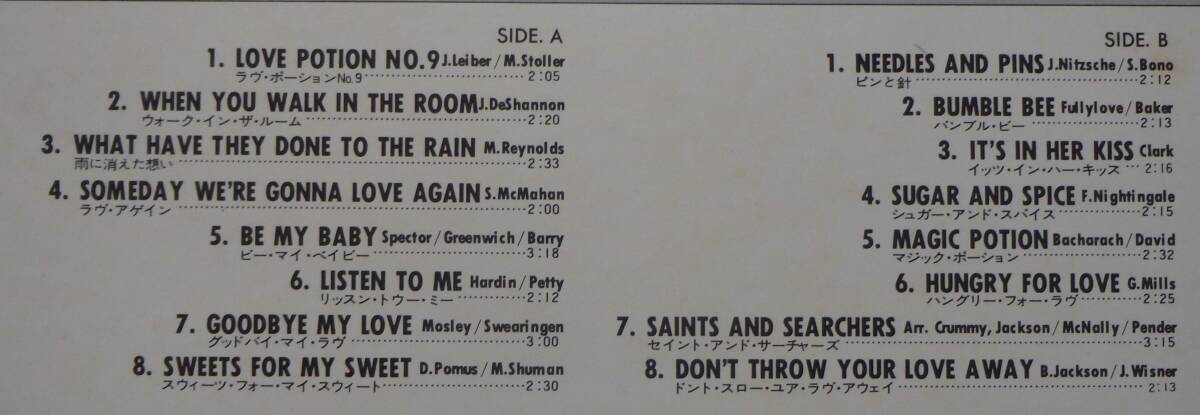 SIDE. A
1. LOVE POTION NO.9 J.Leiber/M.Stoller
ラヴ・ポーションNo.9 2:05
2. WHEN YOU WALK IN THE ROOM J.DeShannon
ウォーク・イン・ザ・ルーム 2:20
3. WHAT HAVE THEY DONE TO THE RAIN M.Reynolds
雨に消えた想い 2:33
4. SOMEDAY WE'RE GONNA LOVE AGAIN S.McMahan
ラヴ・アゲイン 2:00
5. BE MY BABY Spector/Greenwich/Barry
ビー・マイ・ベイビー 3:18
6. LISTEN TO ME Hardin/Petty
リッスン・トゥー・ミー 2:12
7. GOODBYE MY LOVE Mosley/Swearingen
グッドバイ・マイ・ラヴ 3:00
8. SWEETS FOR MY SWEET D.Pomus/M.Shuman
スウィーツ・フォー・マイ・スウィート 2:30
SIDE. B
1. NEEDLES AND PINS J.Nitzsche/S.Bono
ピンと針 2:12
2. BUMBLE BEE Fullylove/Baker
バンブル・ビー 2:13
3. IT'S IN HER KISS Clark
イッツ・イン・ハー・キッス 2:16
4. SUGAR AND SPICE F.Nightingale
シュガー・アンド・スパイス 2:15
5. MAGIC POTION Bacharach/David
マジック・ポーション 2:32
6. HUNGRY FOR LOVE G.Mills
ハングリー・フォー・ラヴ 2:25
7. SAINTS AND SEARCHERS Arr. Crummy, Jackson/McNally/Pender
セイント・アンド・サーチャーズ 3:15
8. DON'T THROW YOUR LOVE AWAY B.Jackson/J.Wisner
ドント・スロー・ユア・ラヴ・アウェイ 2:13